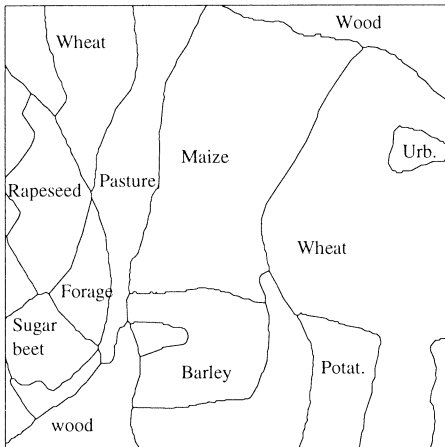 Wood
Wheat
Urb.
Maize
Pasture
Rapeseed
Wheat
Forage
Sugar
beet
Barley
Potat.
wood